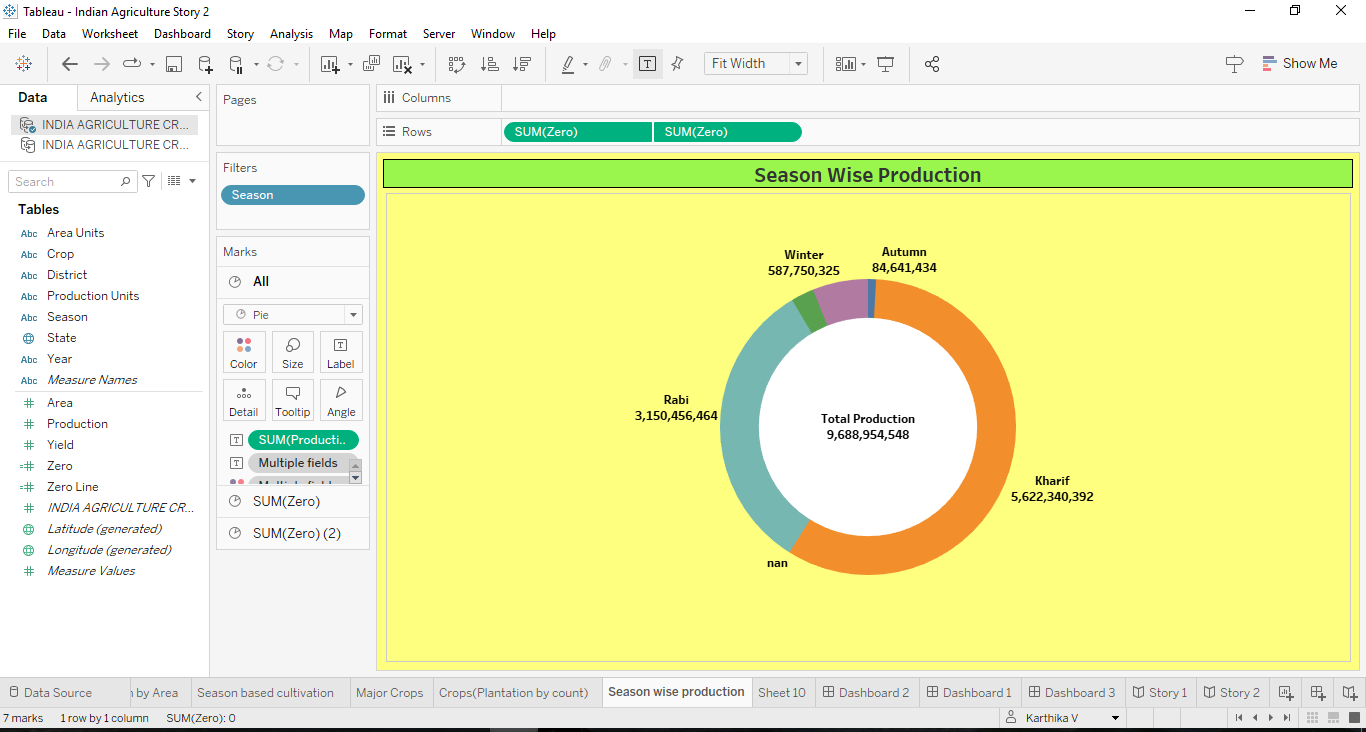 Tableau - Indian Agriculture Story 2
File Data Worksheet Dashboard Story Analysis Map Format Server Window Help
Fit Width
Show Me
Data Analytics
INDIA AGRICULTURE CR...
INDIA AGRICULTURE CR...
Search
Tables
Abc Area Units
Abc Crop
Abc District
Abc Production Units
Abc Season
State
Abc Year
Abc Measure Names
# Area
# Production
# Yield
=# Zero
=# Zero Line
# INDIA AGRICULTURE CR...
Latitude (generated)
Longitude (generated)
# Measure Values
Pages
Filters
Season
Marks
All
Pie
Color Size Label
Detail Tooltip Angle
SUM(Producti..
Multiple fields
SUM(Zero)
SUM(Zero) (2)
Columns
Rows SUM(Zero) SUM(Zero)
Season Wise Production
Winter
587,750,325
Autumn
84,641,434
Rabi
3,150,456,464
Total Production
9,688,954,548
Kharif
5,622,340,392
nan
Data Source n by Area Season based cultivation Major Crops Crops(Plantation by count) Season wise production Sheet 10 Dashboard 2 Dashboard 1 Dashboard 3 Story 1 Story 2
7 marks 1 row by 1 column SUM(Zero): 0 Karthika V